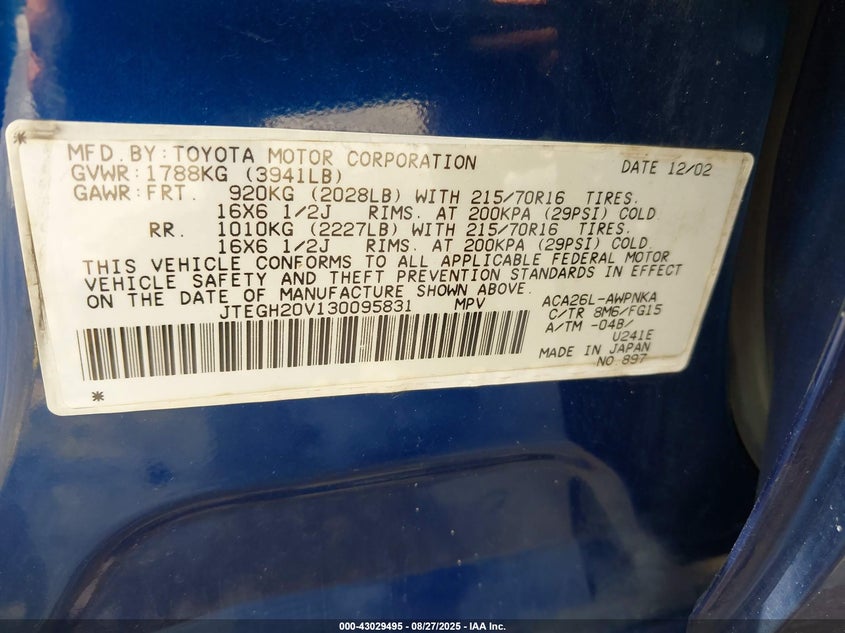 MFD. BY: TOYOTA MOTOR CORPORATION DATE 12/02
GVWR: 1788KG (3941LB)
GAWR: FRT. 920KG (2028LB) WITH 215/70R16 TIRES.
16X6 1/2J RIMS. AT 200KPA (29PSI) COLD.
RR. 1010KG (2227LB) WITH 215/70R16 TIRES.
16X6 1/2J RIMS. AT 200KPA (29PSI) COLD.
THIS VEHICLE CONFORMS TO ALL APPLICABLE FEDERAL MOTOR
VEHICLE SAFETY AND THEFT PREVENTION STANDARDS IN EFFECT
ON THE DATE OF MANUFACTURE SHOWN ABOVE.
JTEGH20V130095831 MPV ACA26L-AWPNKA
C/TR 8M6/FG15
A/TM -04B/
U241E
MADE IN JAPAN
NO 897
000-43029495 - 08/27/2025 - IAA Inc.